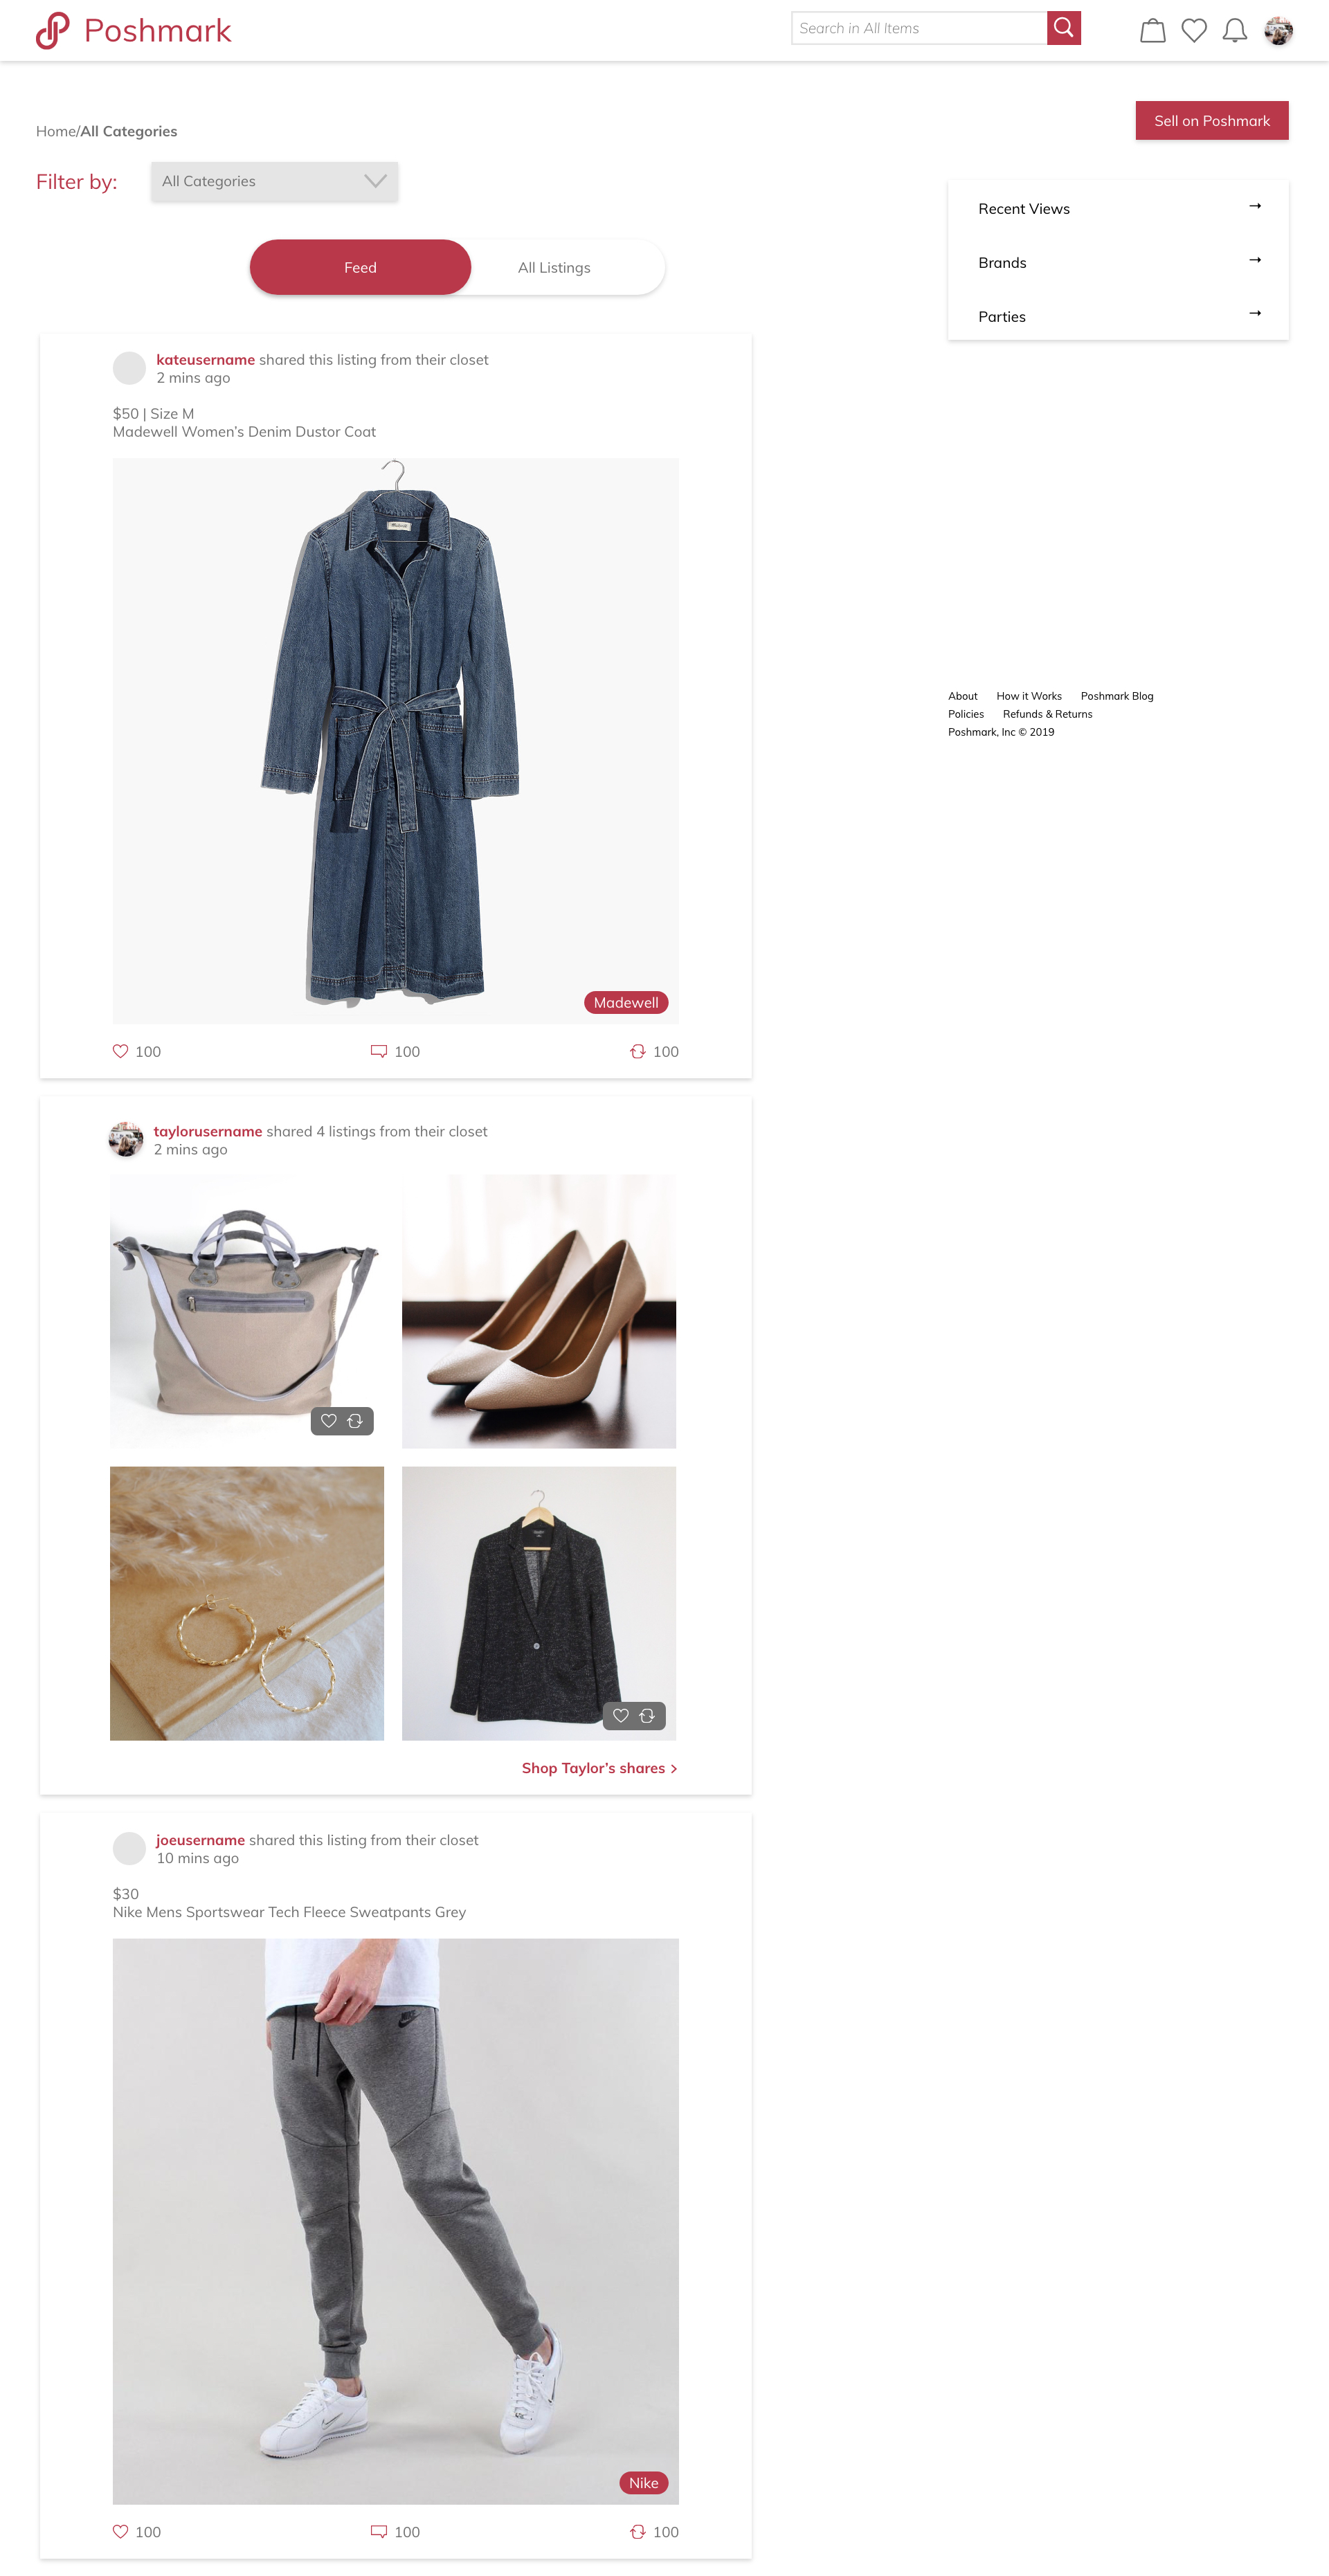 Poshmark
Search in All Items
Sell on Poshmark
Home/All Categories
Filter by:
All Categories
Feed
All Listings
Recent Views
Brands
Parties
kateusername shared this listing from their closet
2 mins ago
$50 | Size M
Madewell Women’s Denim Dustor Coat
Madewell
Madewell
100
100
100
About How it Works Poshmark Blog
Policies Refunds & Returns
Poshmark, Inc © 2019
taylorusername shared 4 listings from their closet
2 mins ago
Shop Taylor’s shares
joeusername shared this listing from their closet
10 mins ago
$30
Nike Mens Sportswear Tech Fleece Sweatpants Grey
NIKE
Nike
100
100
100